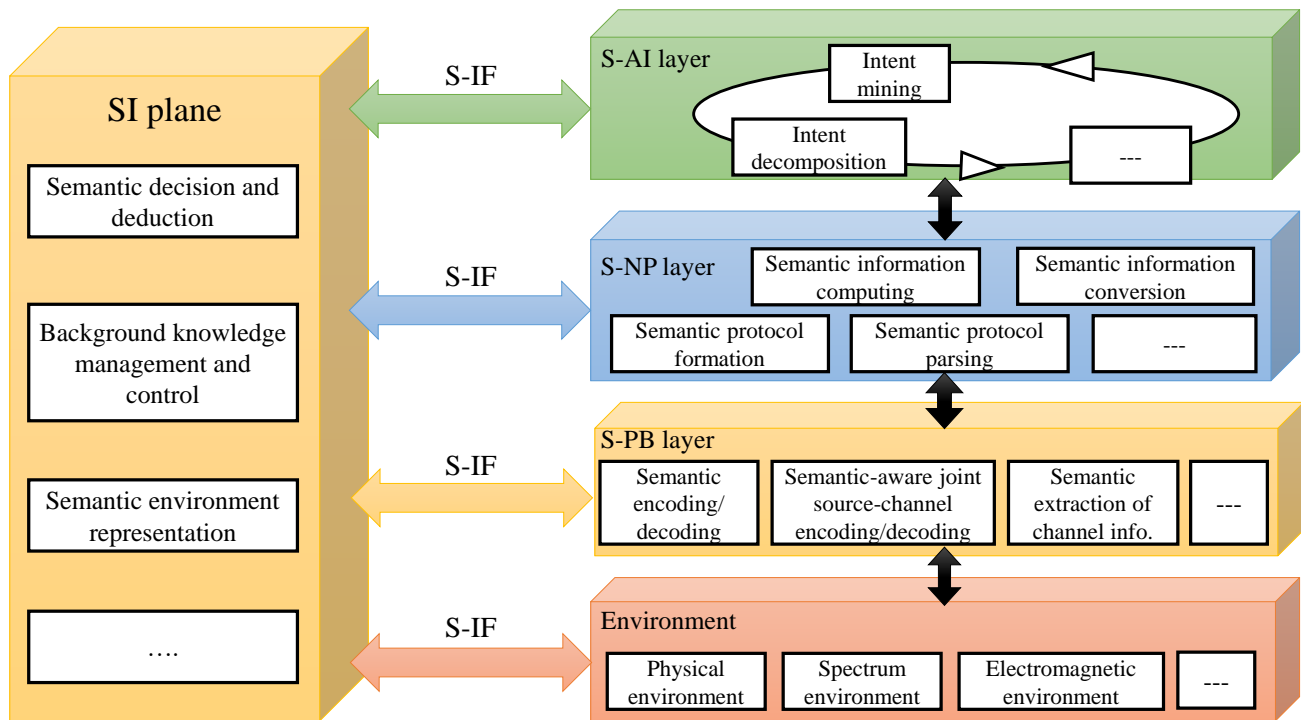 SI plane
Semantic decision and
deduction
Background knowledge
management and
control
Semantic environment
representation
....
S-IF
S-IF
S-IF
S-IF
S-AI layer
Intent
mining
Intent
decomposition
---
S-NP layer
Semantic information
computing
Semantic information
conversion
Semantic protocol
formation
Semantic protocol
parsing
---
S-PB layer
Semantic
encoding/
decoding
Semantic-aware joint
source-channel
encoding/decoding
Semantic
extraction of
channel info.
---
Environment
Physical
environment
Spectrum
environment
Electromagnetic
environment
---